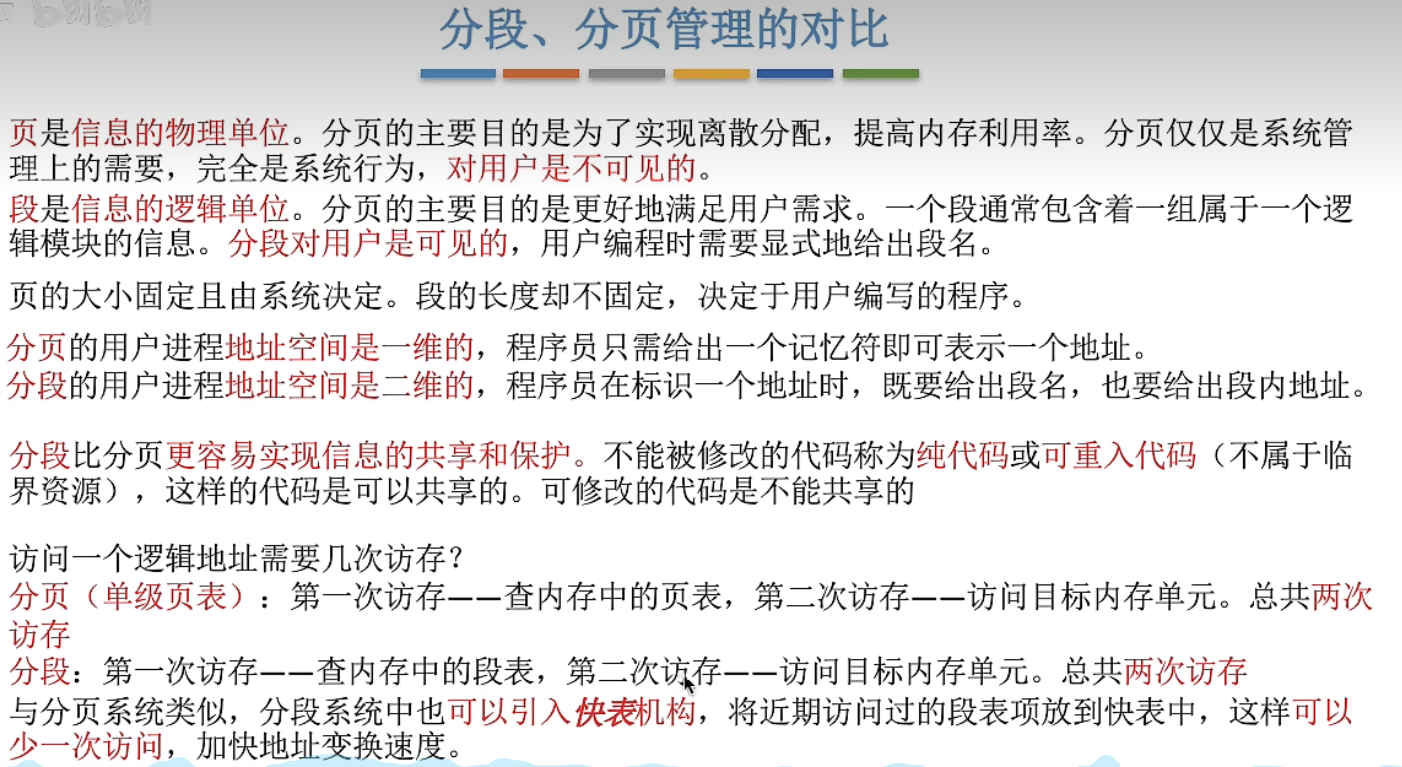 bilibili
分段、分页管理的对比
页是信息的物理单位。分页的主要目的是为了实现离散分配，提高内存利用率。分页仅仅是系统管
理上的需要，完全是系统行为，对用户是不可见的。
段是信息的逻辑单位。分页的主要目的是更好地满足用户需求。一个段通常包含着一组属于一个逻
辑模块的信息。分段对用户是可见的，用户编程时需要显式地给出段名。
页的大小固定且由系统决定。段的长度却不固定，决定于用户编写的程序。
分页的用户进程地址空间是一维的，程序员只需给出一个记忆符即可表示一个地址。
分段的用户进程地址空间是二维的，程序员在标识一个地址时，既要给出段名，也要给出段内地址。
分段比分页更容易实现信息的共享和保护。不能被修改的代码称为纯代码或可重入代码（不属于临
界资源），这样的代码是可以共享的。可修改的代码是不能共享的
访问一个逻辑地址需要几次访存？
分页（单级页表）：第一次访存——查内存中的页表，第二次访存——访问目标内存单元。总共两次
访存
分段：第一次访存——查内存中的段表，第二次访存——访问目标内存单元。总共两次访存
与分页系统类似，分段系统中也可以引入快表机构，将近期访问过的段表项放到快表中，这样可以
少一次访问，加快地址变换速度。